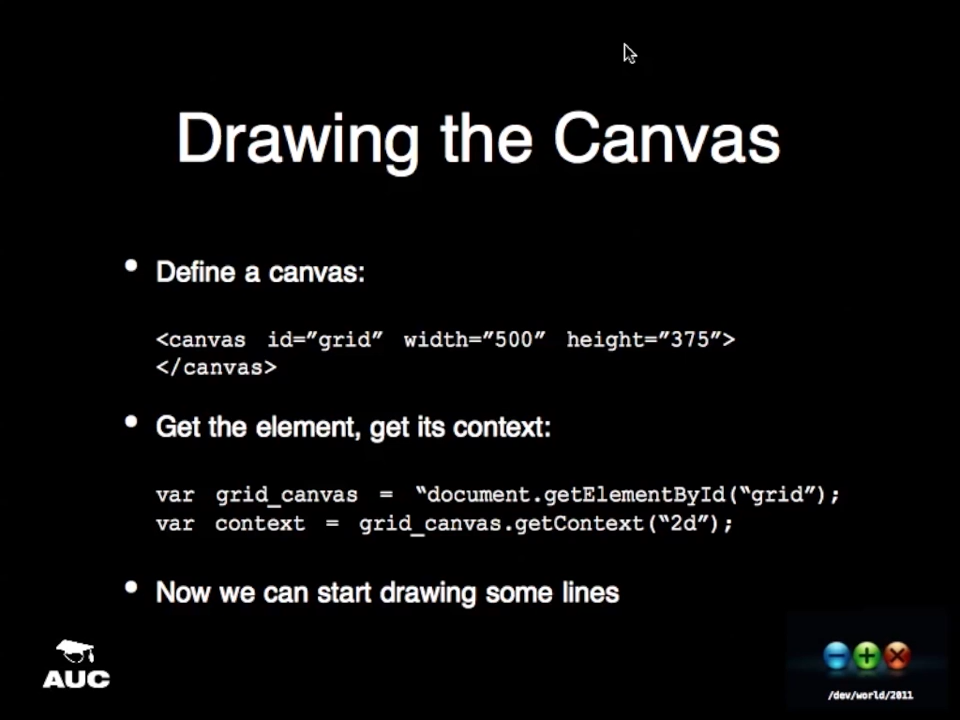 Drawing the Canvas
• Define a canvas:
<canvas id=”grid” width=”500” height=”375”>
</canvas>
• Get the element, get its context:
var grid_canvas = “document.getElementById(“grid”);
var context = grid_canvas.getContext(“2d”);
• Now we can start drawing some lines
AUC
/dev/world/2011